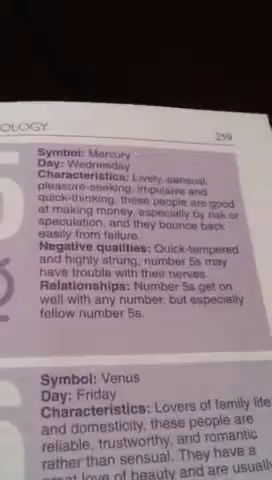 OLOGY
259
Symbol: Mercury
Day: Wednesday
Characteristics: Lively, sensual,
pleasure-seeking, impulsive and
quick-thinking, these people are good
at making money, especially by risk or
speculation, and they bounce back
easily from failure.
Negative qualities: Quick-tempered
and highly strung, number 5s may
have trouble with their nerves.
Relationships: Number 5s get on
well with any number, but especially
fellow number 5s.
Symbol: Venus
Day: Friday
Characteristics: Lovers of family life
and domesticity, these people are
reliable, trustworthy, and romantic
rather than sensual. They have a
great love of beauty and are usually